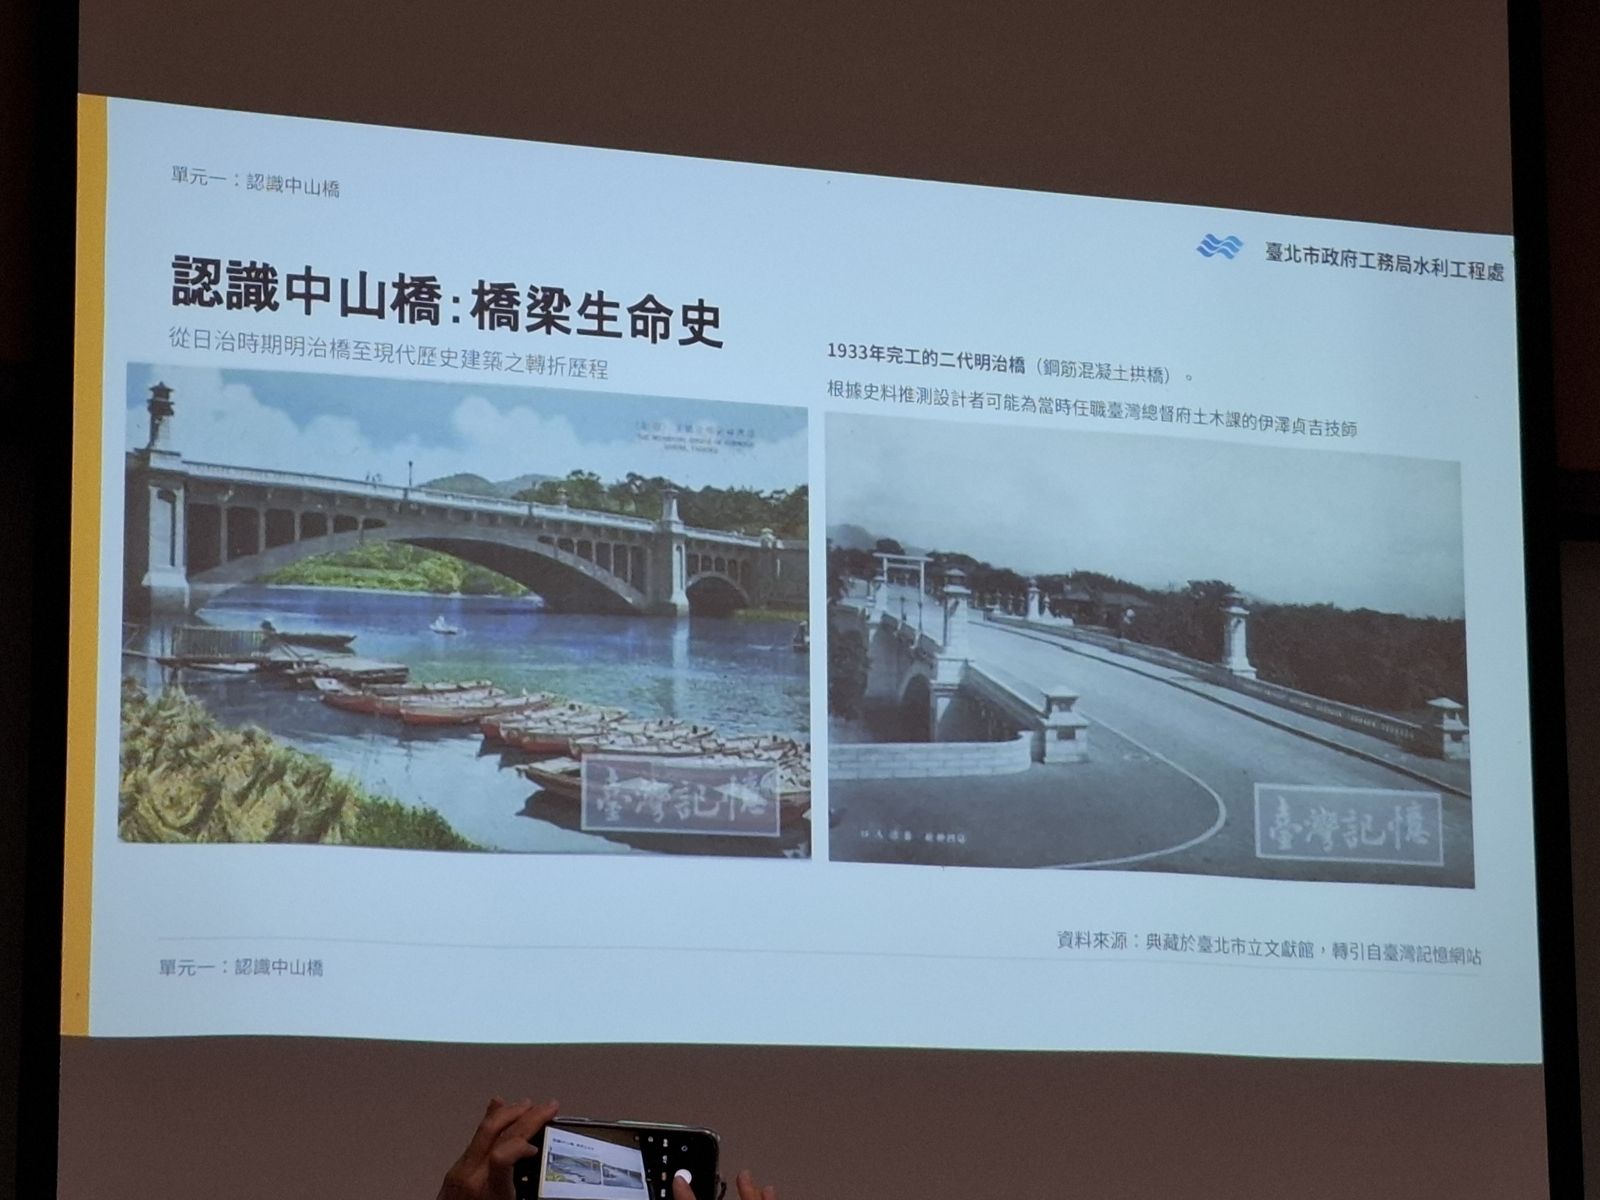 單元一：認識中山橋
臺北市政府工務局水利工程處
認識中山橋：橋梁生命史
從日治時期明治橋至現代歷史建築之轉折歷程
1933年完工的二代明治橋（鋼筋混凝土拱橋）。
根據史料推測設計者可能為當時任職臺灣總督府土木課的伊澤貞吉技師
臺灣記憶
臺灣記憶
資料來源：典藏於臺北市立文獻館，轉引自臺灣記憶網站
單元一：認識中山橋